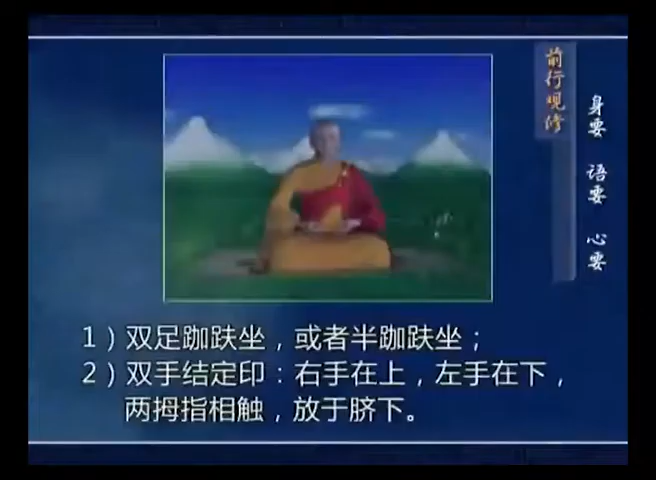 前行观修
身要 语要 心要
1）双足跏趺坐，或者半跏趺坐；
2）双手结定印：右手在上，左手在下，
两拇指相触，放于脐下。